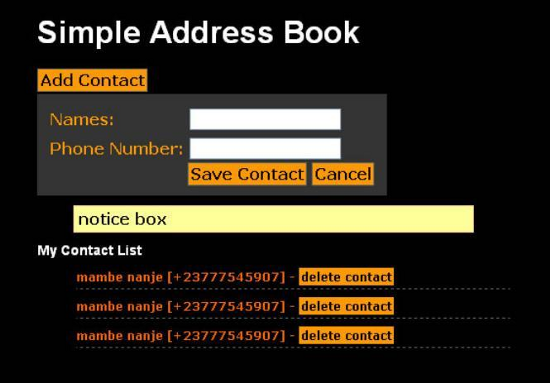 Simple Address Book
Add Contact
Names:
Phone Number:
Save Contact Cancel
notice box
My Contact List
mambe nanje [+23777545907] - delete contact
mambe nanje [+23777545907] - delete contact
mambe nanje [+23777545907] - delete contact